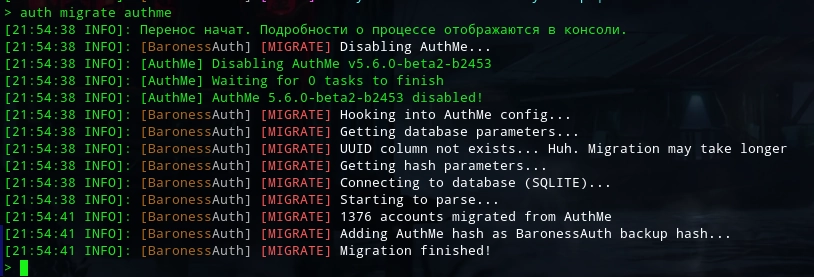 > auth migrate authme
[21:54:38 INFO]: Перенос начат. Подробности о процессе отображаются в консоли.
[21:54:38 INFO]: [BaronessAuth] [MIGRATE] Disabling AuthMe...
[21:54:38 INFO]: [AuthMe] Disabling AuthMe v5.6.0-beta2-b2453
[21:54:38 INFO]: [AuthMe] Waiting for 0 tasks to finish
[21:54:38 INFO]: [AuthMe] AuthMe 5.6.0-beta2-b2453 disabled!
[21:54:38 INFO]: [BaronessAuth] [MIGRATE] Hooking into AuthMe config...
[21:54:38 INFO]: [BaronessAuth] [MIGRATE] Getting database parameters...
[21:54:38 INFO]: [BaronessAuth] [MIGRATE] UUID column not exists... Huh. Migration may take longer
[21:54:38 INFO]: [BaronessAuth] [MIGRATE] Getting hash parameters...
[21:54:38 INFO]: [BaronessAuth] [MIGRATE] Connecting to database (SQLITE)...
[21:54:38 INFO]: [BaronessAuth] [MIGRATE] Starting to parse...
[21:54:41 INFO]: [BaronessAuth] [MIGRATE] 1376 accounts migrated from AuthMe
[21:54:41 INFO]: [BaronessAuth] [MIGRATE] Adding AuthMe hash as BaronessAuth backup hash...
[21:54:41 INFO]: [BaronessAuth] [MIGRATE] Migration finished!
>